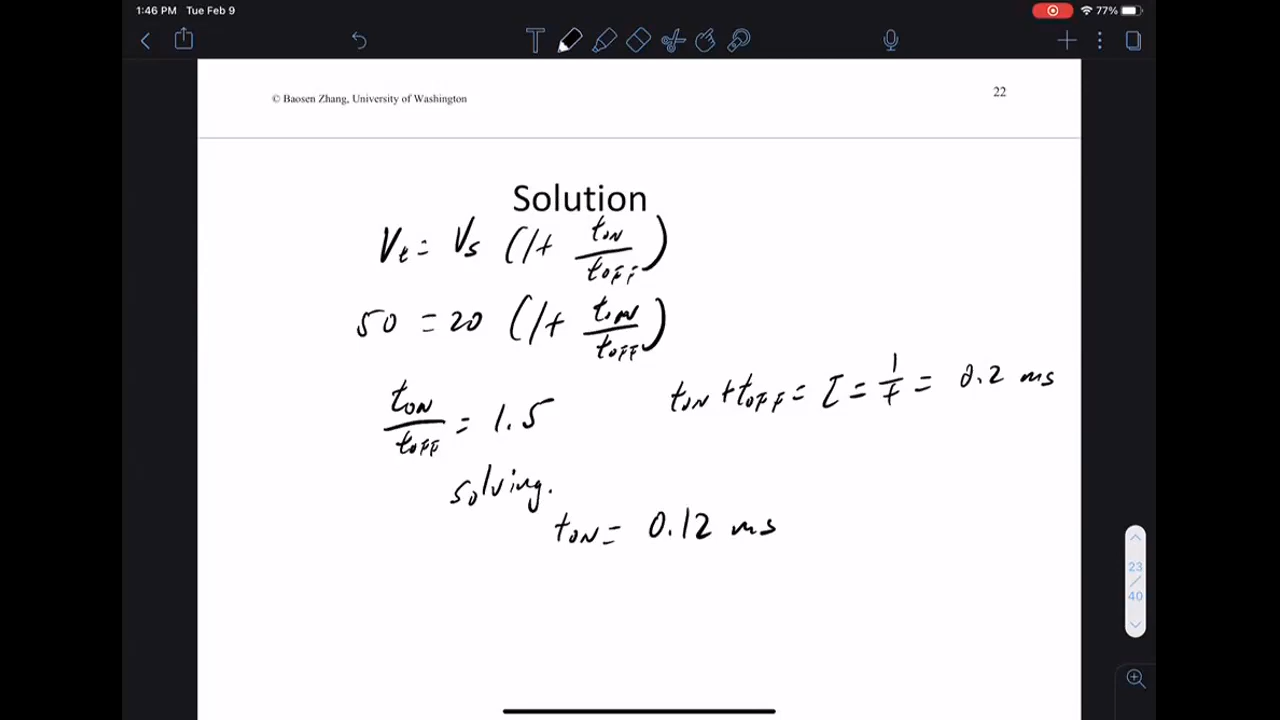 1:46 PM Tue Feb 9
77%
© Baosen Zhang, University of Washington
22
Solution
Vt = Vs (1+ tON/tOFF)
50 = 20 (1+ tON/tOFF)
tON/tOFF = 1.5
tON + tOFF = τ = 1/f = 0.2 ms
solving.
tON = 0.12 ms
23
/
40